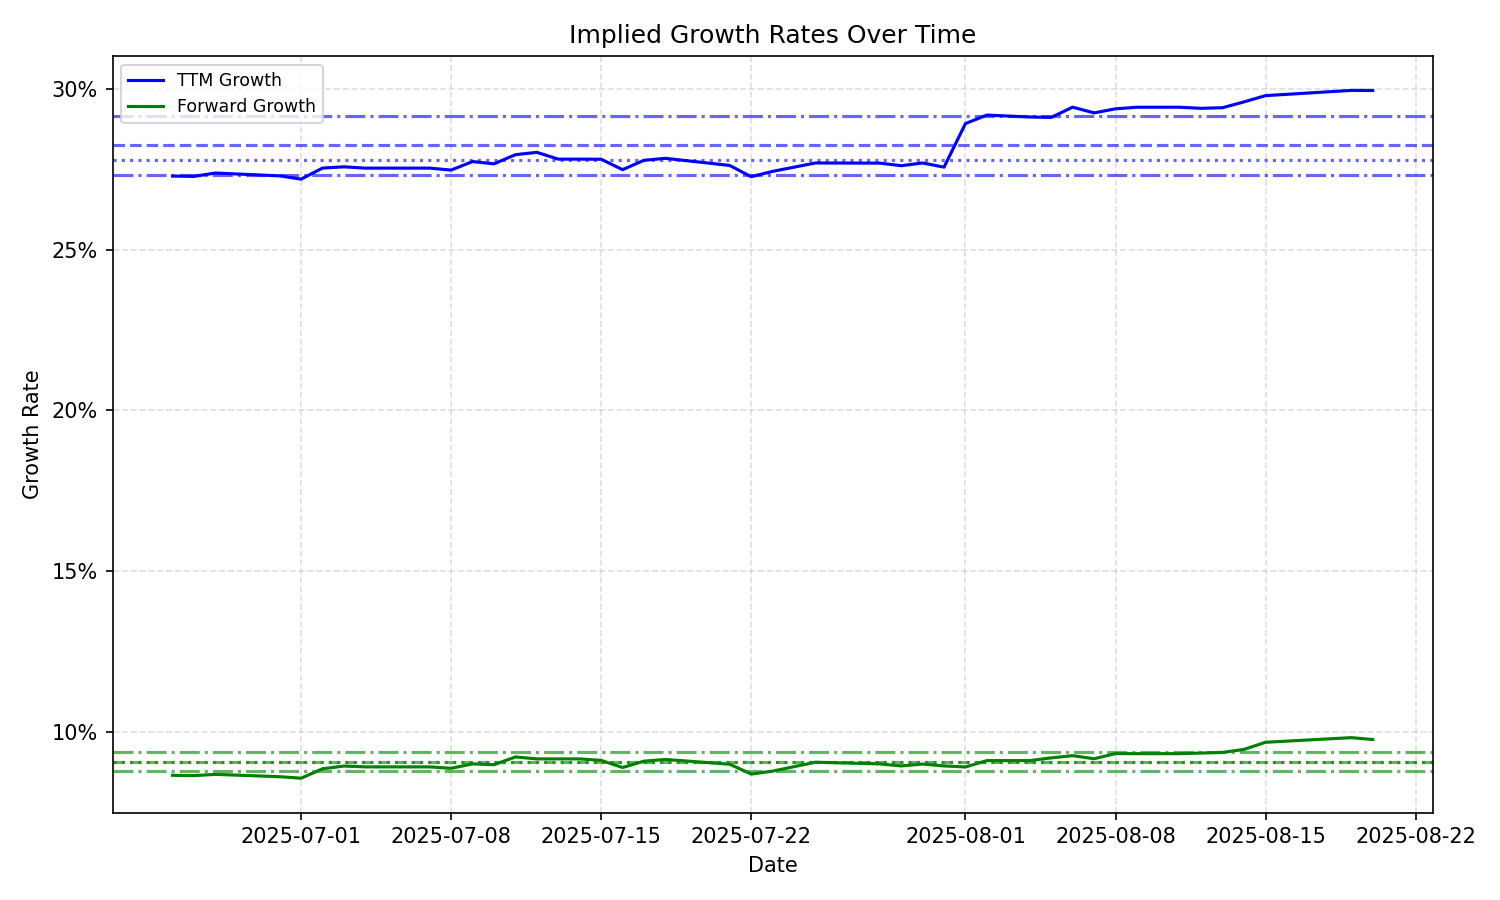 Implied Growth Rates Over Time
TTM Growth
Forward Growth
30%
25%
20%
15%
10%
Growth Rate
2025-07-01
2025-07-08
2025-07-15
2025-07-22
2025-08-01
2025-08-08
2025-08-15
2025-08-22
Date